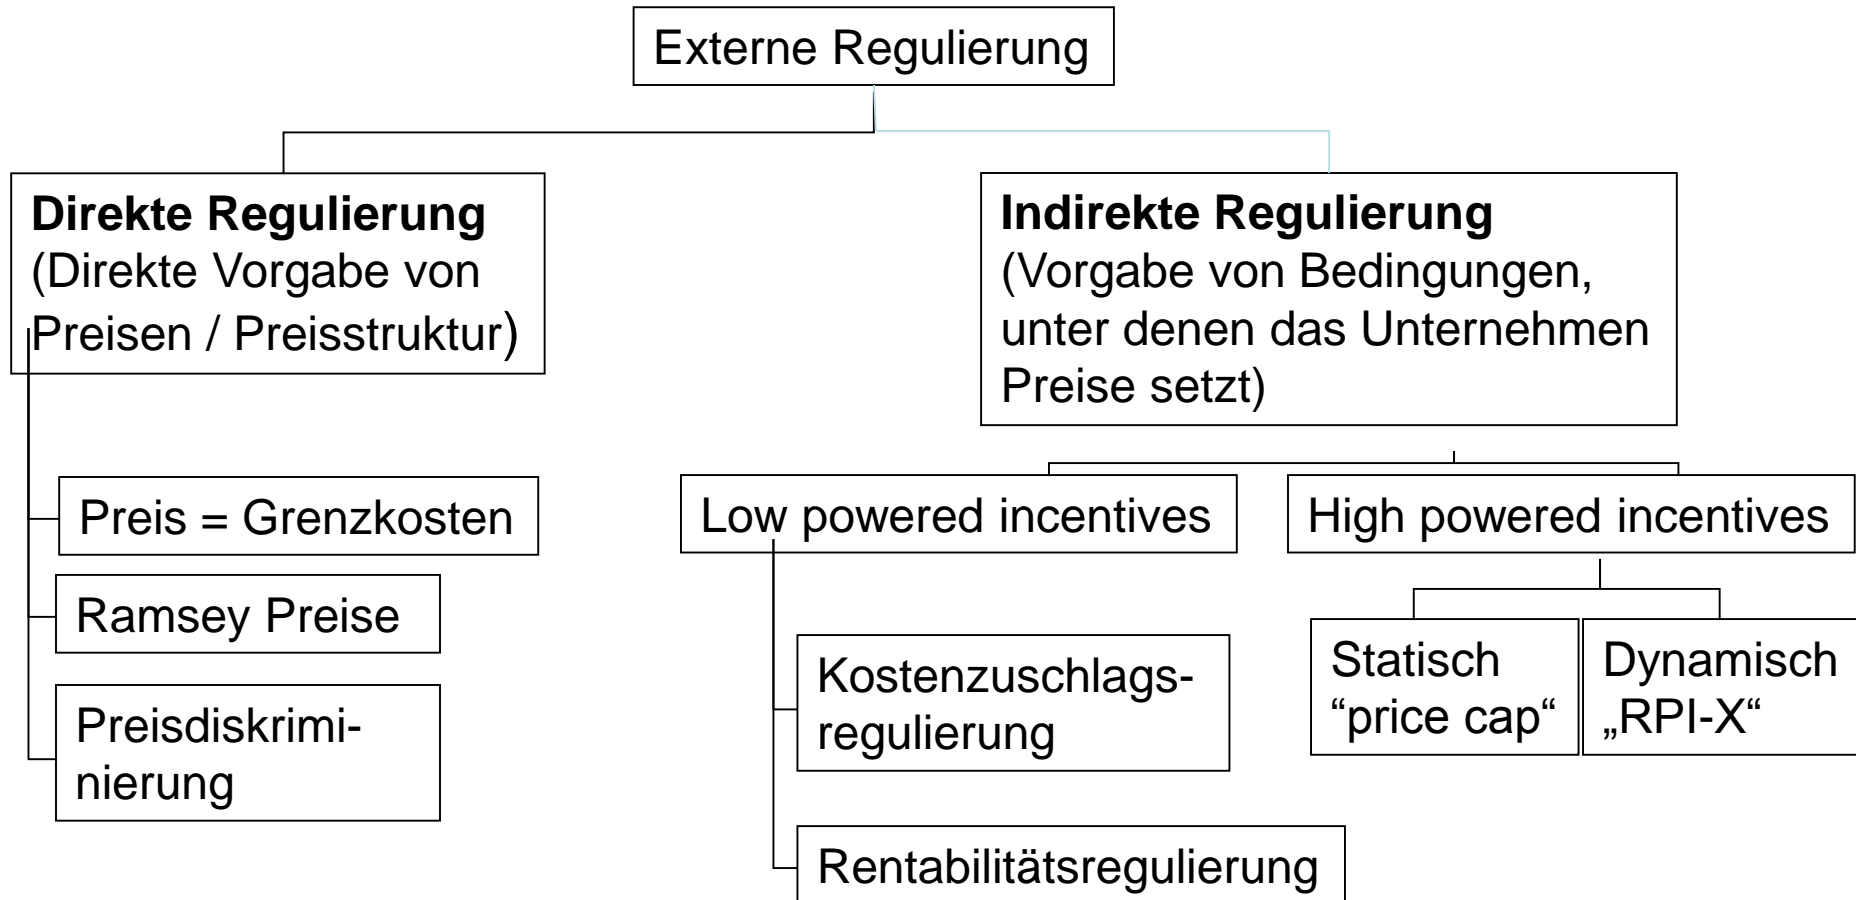 Externe Regulierung
Direkte Regulierung
(Direkte Vorgabe von
Preisen / Preisstruktur)
Indirekte Regulierung
(Vorgabe von Bedingungen,
unter denen das Unternehmen
Preise setzt)
Preis = Grenzkosten
Ramsey Preise
Preisdiskrimi-
nierung
Low powered incentives
Kostenzuschlags-
regulierung
Rentabilitätsregulierung
High powered incentives
Statisch
“price cap“
Dynamisch
„RPI-X“